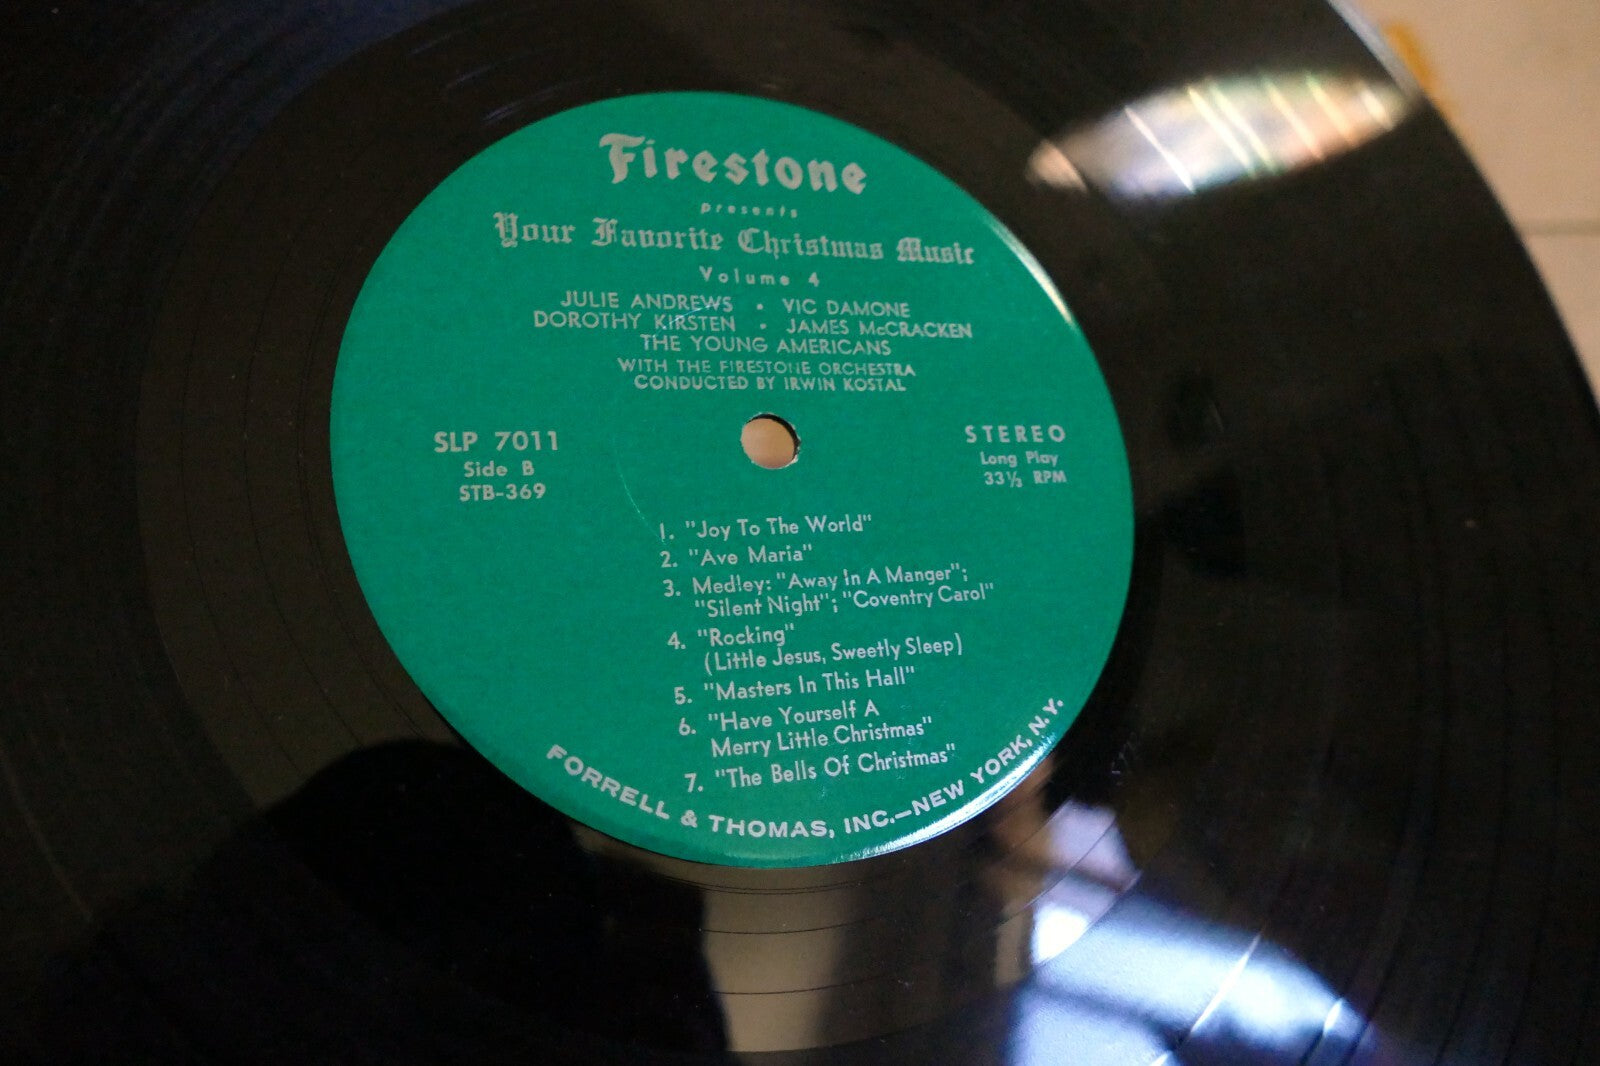 Firestone
presents
Your Favorite Christmas Music
Volume 4
JULIE ANDREWS • VIC DAMONE
DOROTHY KIRSTEN • JAMES McCRACKEN
THE YOUNG AMERICANS
WITH THE FIRESTONE ORCHESTRA
CONDUCTED BY IRWIN KOSTAL
SLP 7011
Side B
STB-369
STEREO
Long Play
33⅓ RPM
1. "Joy To The World"
2. "Ave Maria"
3. Medley: "Away In A Manger";
"Silent Night"; "Coventry Carol"
4. "Rocking"
(Little Jesus, Sweetly Sleep)
5. "Masters In This Hall"
6. "Have Yourself A
Merry Little Christmas"
7. "The Bells Of Christmas"
FORRELL & THOMAS, INC.—NEW YORK, N.Y.